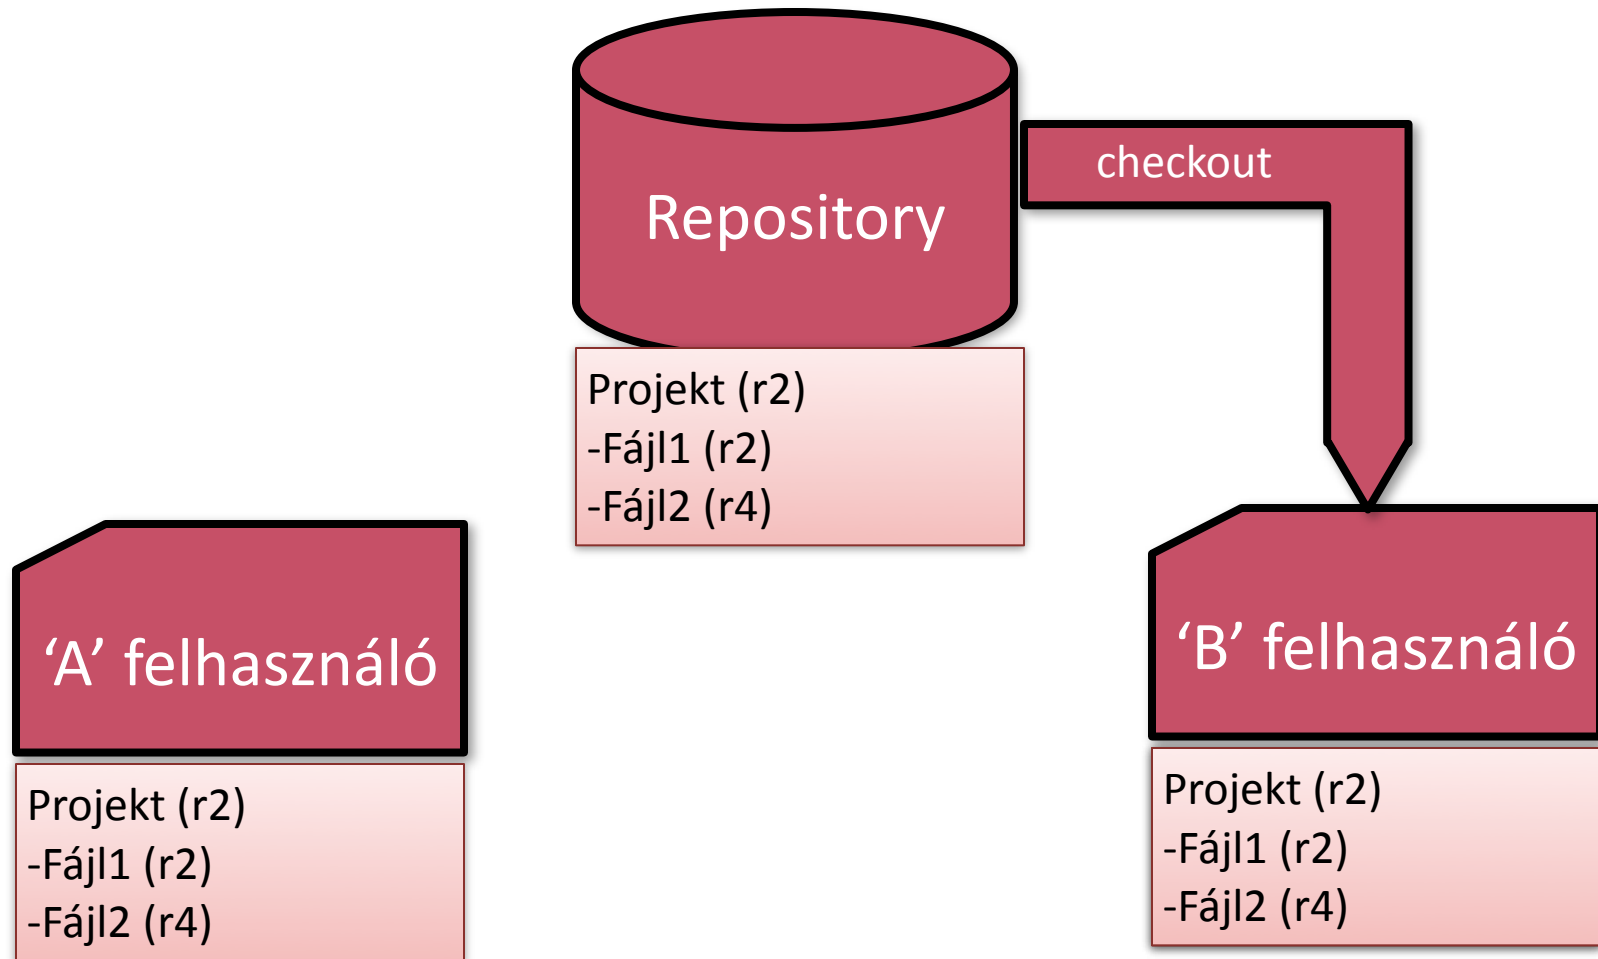 Repository
checkout
Projekt (r2)
-Fájl1 (r2)
-Fájl2 (r4)
‘A’ felhasználó
Projekt (r2)
-Fájl1 (r2)
-Fájl2 (r4)
‘B’ felhasználó
Projekt (r2)
-Fájl1 (r2)
-Fájl2 (r4)